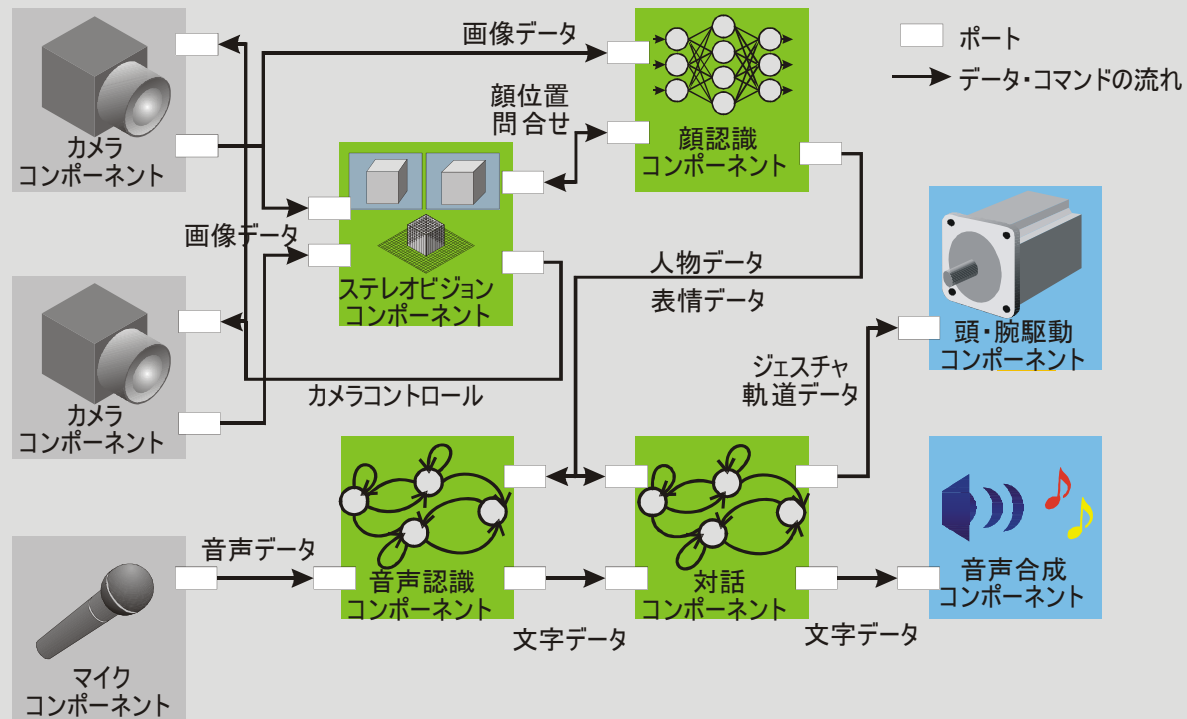 カメラ
コンポーネント
画像データ
顔位置
問合せ
顔認識
コンポーネント
ポート
データ・コマンドの流れ
画像データ
ステレオビジョン
コンポーネント
人物データ
表情データ
頭・腕駆動
コンポーネント
カメラ
コンポーネント
カメラコントロール
ジェスチャ
軌道データ
音声データ
音声認識
コンポーネント
文字データ
対話
コンポーネント
文字データ
音声合成
コンポーネント
マイク
コンポーネント